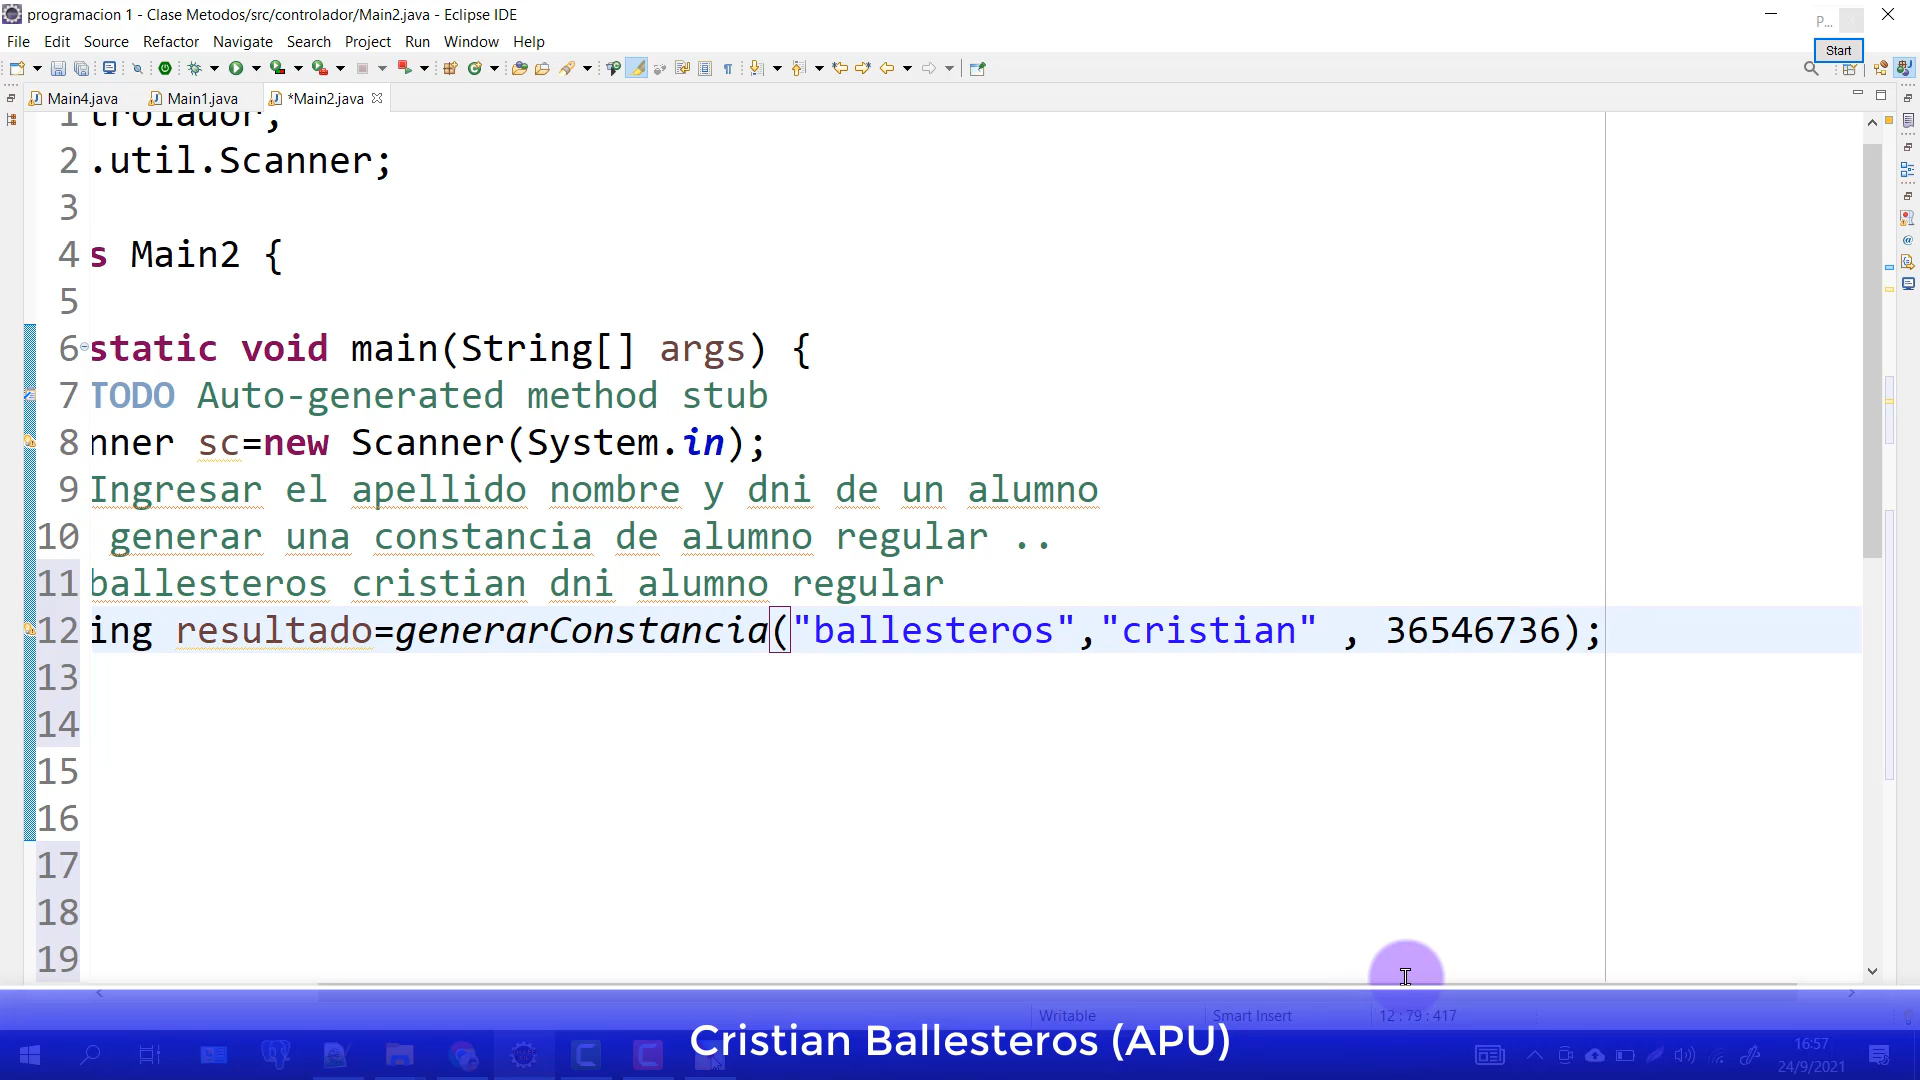 programacion 1 - Clase Metodos/src/controlador/Main2.java - Eclipse IDE
P...
Start
File Edit Source Refactor Navigate Search Project Run Window Help
Main4.java Main1.java *Main2.java
1 trolador;
2 .util.Scanner;
3
4 s Main2 {
5
6 static void main(String[] args) {
7 TODO Auto-generated method stub
8 nner sc=new Scanner(System.in);
9 Ingresar el apellido nombre y dni de un alumno
10 generar una constancia de alumno regular ..
11 ballesteros cristian dni alumno regular
12 ing resultado=generarConstancia("ballesteros","cristian" , 36546736);
13
14
15
16
17
18
19
Writable Smart Insert 12 : 79 : 417
Cristian Ballesteros (APU)
16:57
24/9/2021